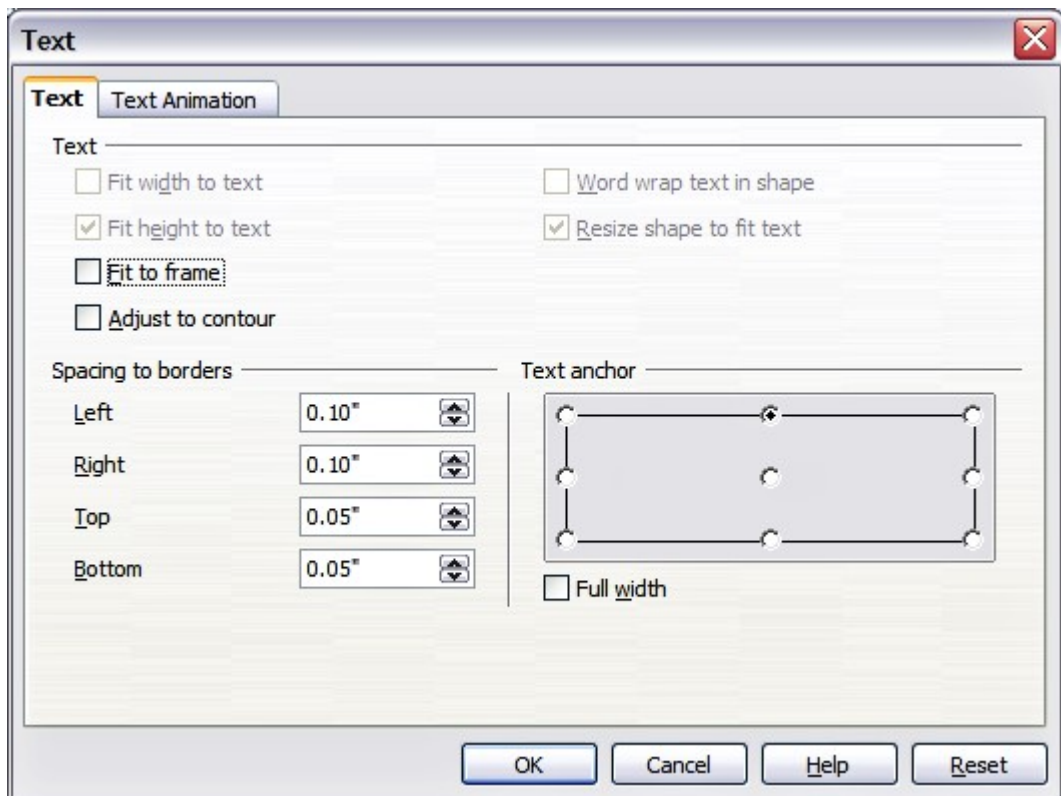 Text
Text Text Animation
Text
Fit width to text Word wrap text in shape
Fit height to text Resize shape to fit text
Fit to frame
Adjust to contour
Spacing to borders Text anchor
Left 0.10"
Right 0.10"
Top 0.05"
Bottom 0.05"
Full width
OK Cancel Help Reset